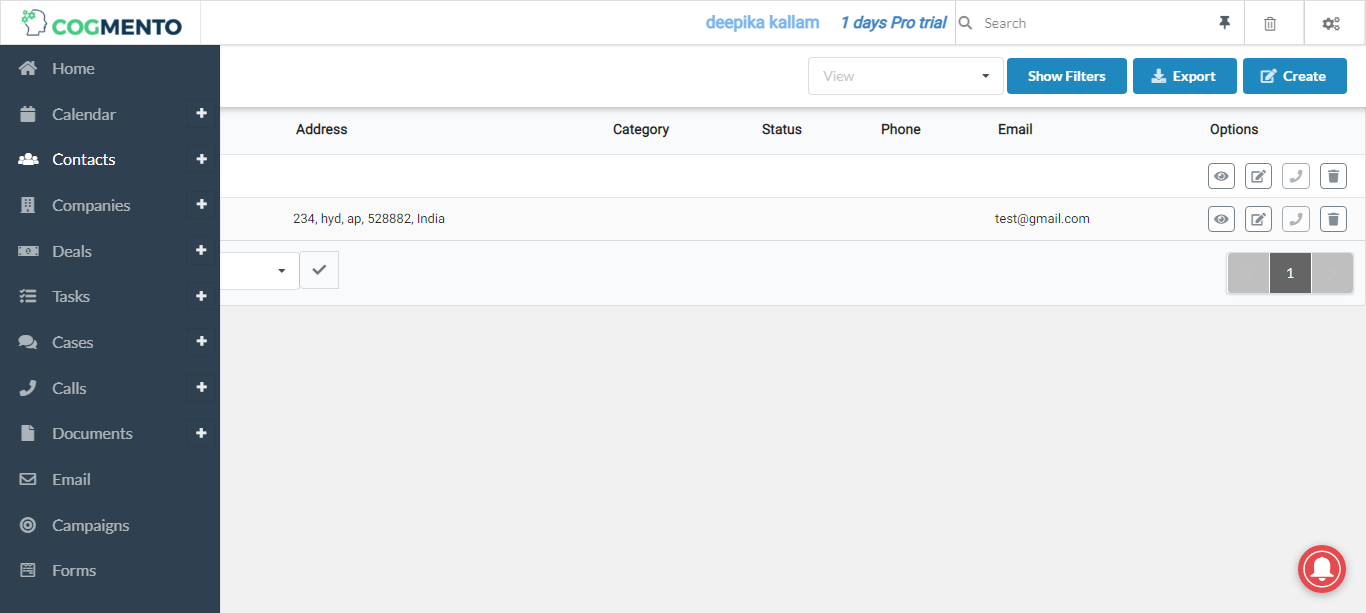 COGMENTO
deepika kallam 1 days Pro trial Search
Home
Calendar
Contacts
Companies
Deals
Tasks
Cases
Calls
Documents
Email
Campaigns
Forms
View Show Filters Export Create
Address Category Status Phone Email Options
234, hyd, ap, 528882, India test@gmail.com
1